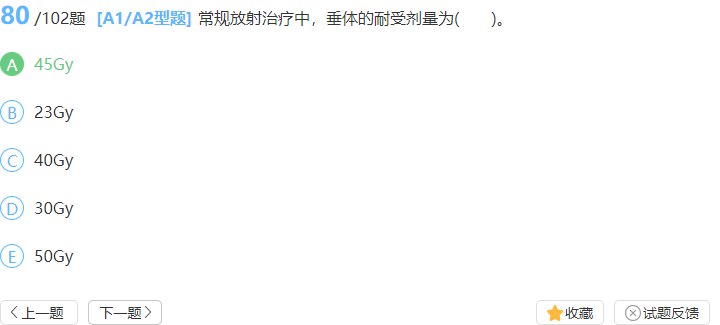 80 /102题 [A1/A2型题] 常规放射治疗中，垂体的耐受剂量为(　　)。
A 45Gy
B 23Gy
C 40Gy
D 30Gy
E 50Gy
上一题 下一题 收藏 试题反馈